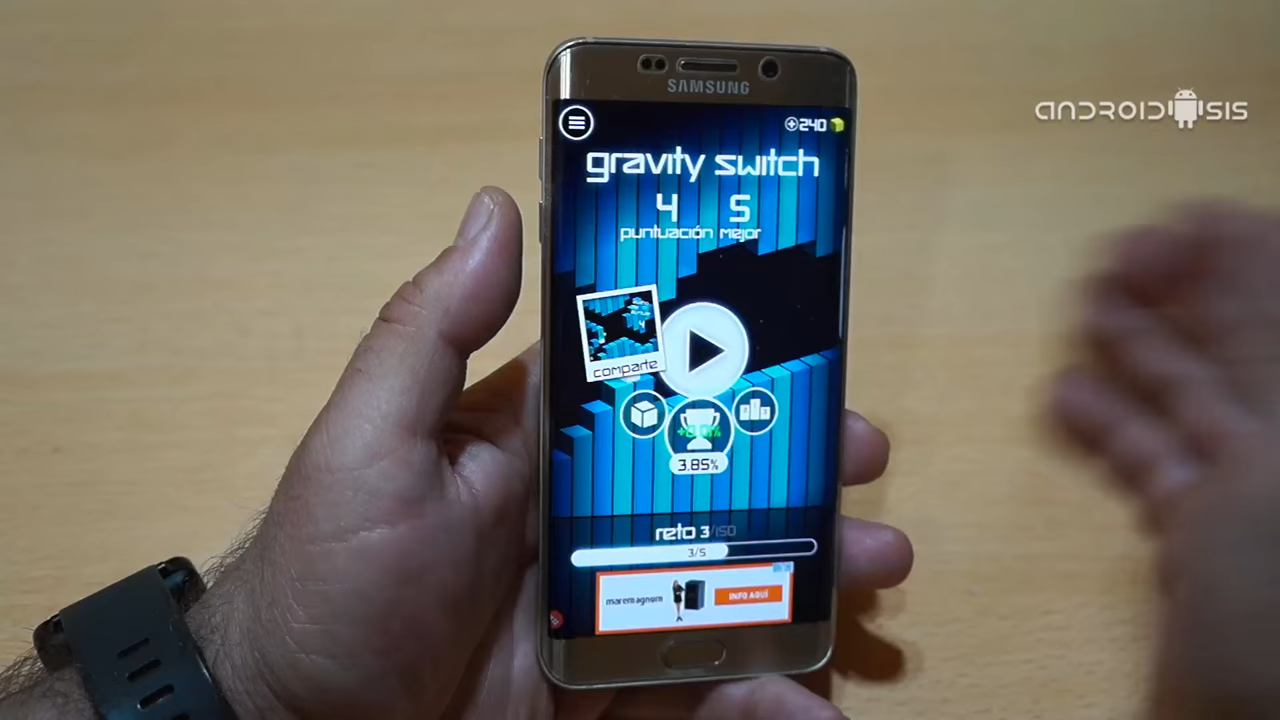 SAMSUNG
ANDROIDSIS
240
gravity switch
4 5
puntuación mejor
comparte
3,85%
reto 3/150
3/5
maremagnum
INFO AQUÍ